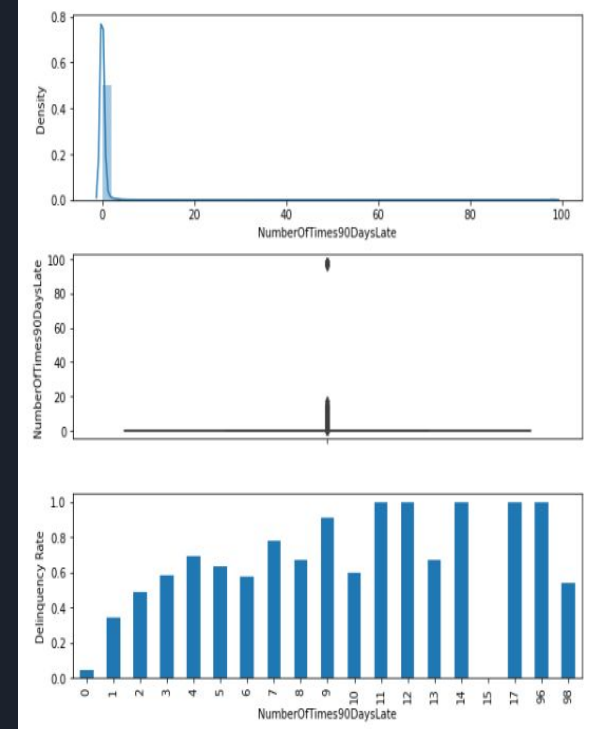 0.8
0.6
0.4
0.2
0.0
Density
0 20 40 60 80 100
NumberOfTimes90DaysLate
100
80
60
40
20
0
NumberOfTimes90DaysLate
1.0
0.8
0.6
0.4
0.2
0.0
Delinquency Rate
0 1 2 3 4 5 6 7 8 9 10 11 12 13 14 15 17 96 98
NumberOfTimes90DaysLate